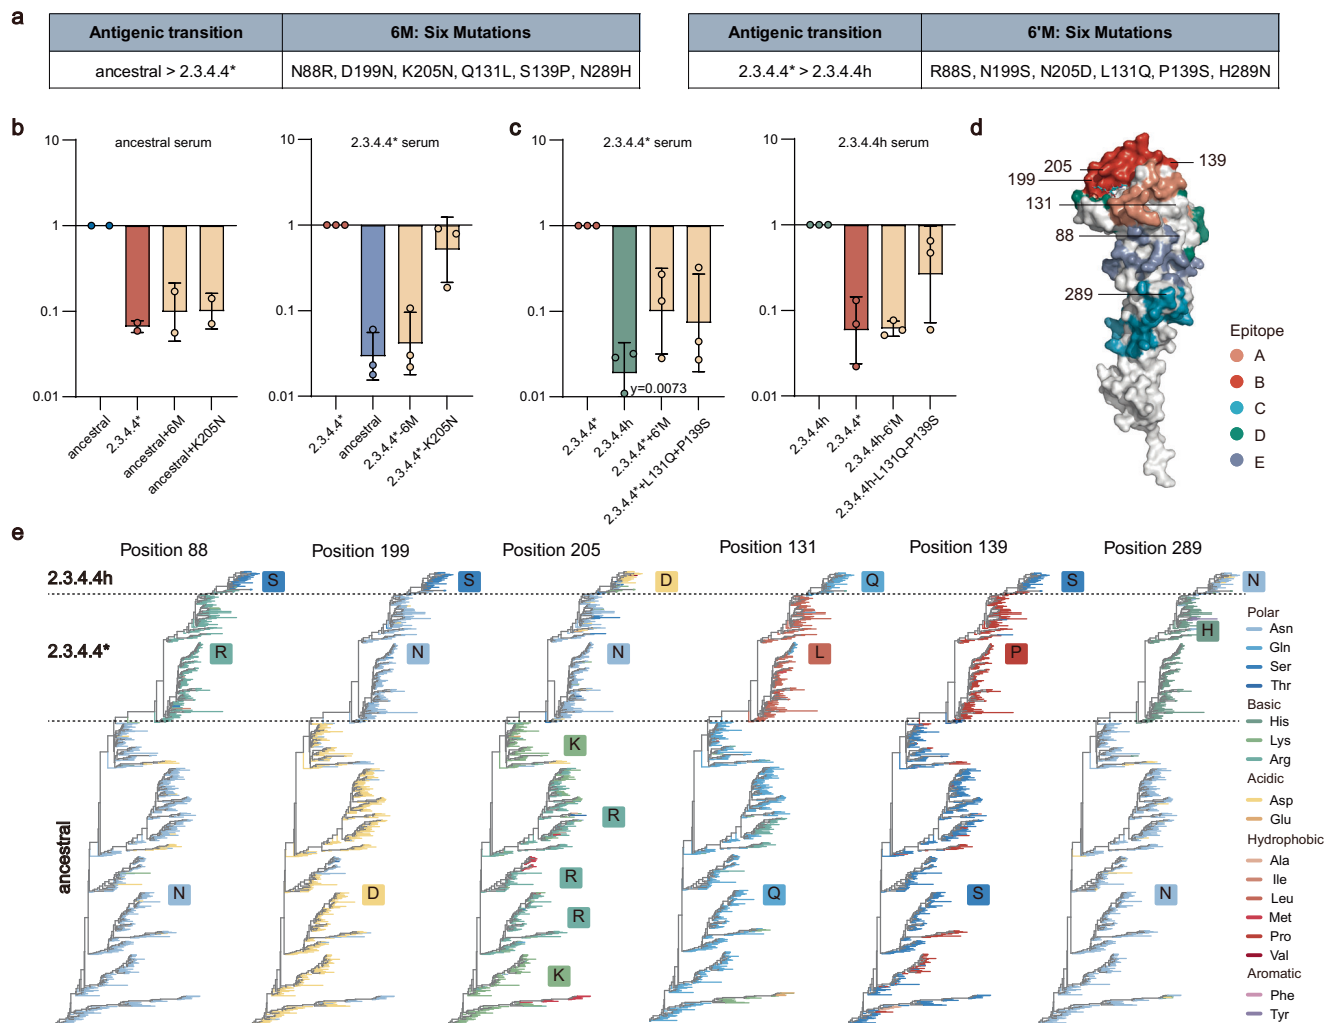 a
Antigenic transition 6M: Six Mutations
ancestral > 2.3.4.4* N88R, D199N, K205N, Q131L, S139P, N289H
Antigenic transition 6'M: Six Mutations
2.3.4.4* > 2.3.4.4h R88S, N199S, N205D, L131Q, P139S, H289N
b
ancestral serum
10
1
0.1
0.01
ancestral
2.3.4.4*
ancestral+6M
ancestral+K205N
2.3.4.4* serum
10
1
0.1
0.01
2.3.4.4*
ancestral
2.3.4.4*-6M
2.3.4.4*-K205N
c
2.3.4.4* serum
10
1
0.1
0.01
y=0.0073
2.3.4.4*
2.3.4.4h
2.3.4.4*+6'M
2.3.4.4*+L131Q+P139S
2.3.4.4h serum
10
1
0.1
0.01
2.3.4.4h
2.3.4.4*
2.3.4.4h-6'M
2.3.4.4h-L131Q-P139S
d
205
139
199
131
88
289
Epitope
A
B
C
D
E
e
Position 88
Position 199
Position 205
Position 131
Position 139
Position 289
2.3.4.4h
S
S
D
Q
S
N
2.3.4.4*
R
N
N
L
P
H
ancestral
K
R
R
N
D
R
Q
S
N
K
Polar
Asn
Gln
Ser
Thr
Basic
His
Lys
Arg
Acidic
Asp
Glu
Hydrophobic
Ala
Ile
Leu
Met
Pro
Val
Aromatic
Phe
Tyr